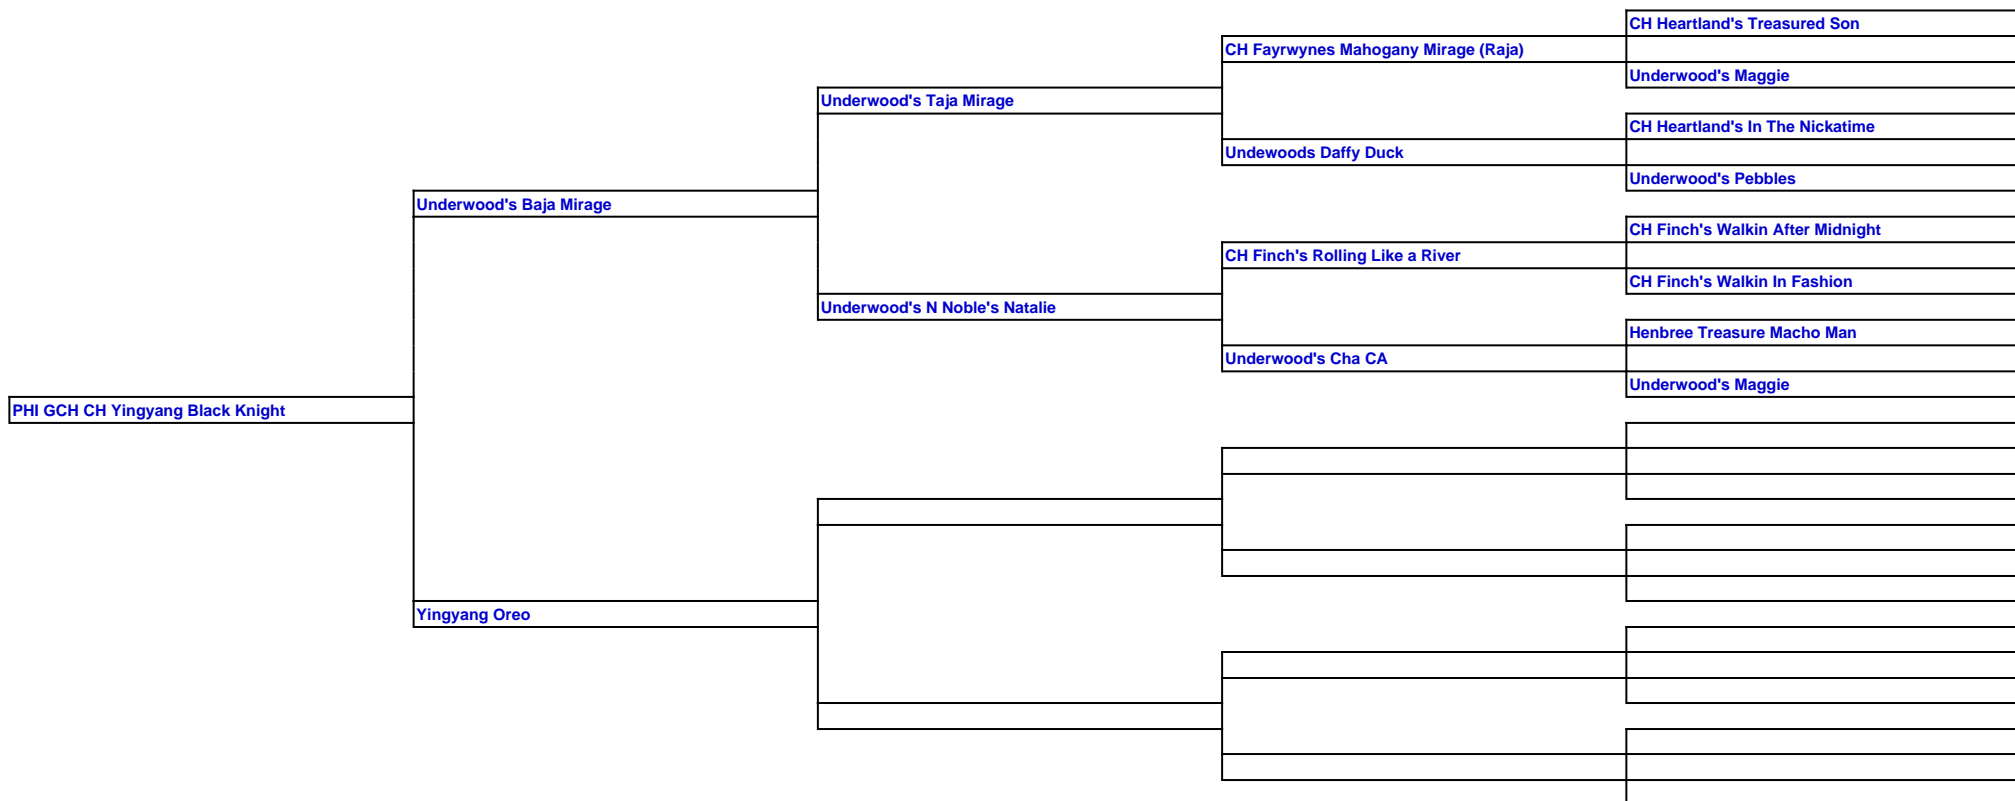 CH Heartland's Treasured Son
CH Fayrwynes Mahogany Mirage (Raja)
Underwood's Maggie
Underwood's Taja Mirage
CH Heartland's In The Nickatime
Undewoods Daffy Duck
Underwood's Pebbles
Underwood's Baja Mirage
CH Finch's Walkin After Midnight
CH Finch's Rolling Like a River
CH Finch's Walkin In Fashion
Underwood's N Noble's Natalie
Henbree Treasure Macho Man
Underwood's Cha CA
Underwood's Maggie
PHI GCH CH Yingyang Black Knight
Yingyang Oreo